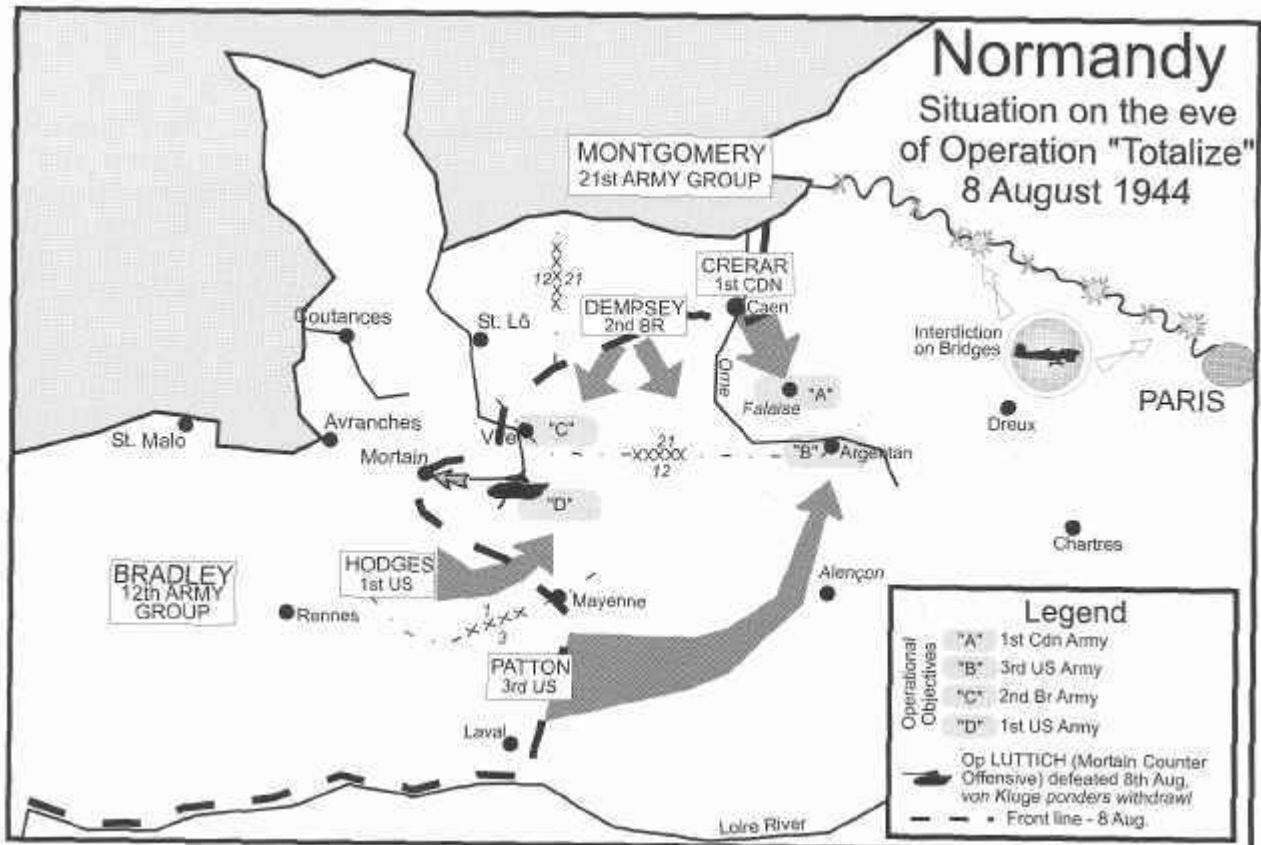 Normandy
Situation on the eve
of Operation "Totalize"
8 August 1944
MONTGOMERY
21st ARMY GROUP
12 21
CRERAR
1st CDN
Caen
DEMPSEY
2nd BR
Coutances
St. Lô
Interdiction
on Bridges
PARIS
Orne
Falaise
"A"
Dreux
St. Malo
Avranches
Vire
"C"
21
12
"B"
Argentan
Mortain
"D"
Chartres
BRADLEY
12th ARMY
GROUP
HODGES
1st US
Alençon
Rennes
Mayenne
1
3
PATTON
3rd US
Laval
Loire River
Legend
Operational
Objectives
"A" 1st Cdn Army
"B" 3rd US Army
"C" 2nd Br Army
"D" 1st US Army
Op LUTTICH (Mortain Counter
Offensive) defeated 8th Aug,
von Kluge ponders withdrawl
Front line - 8 Aug.